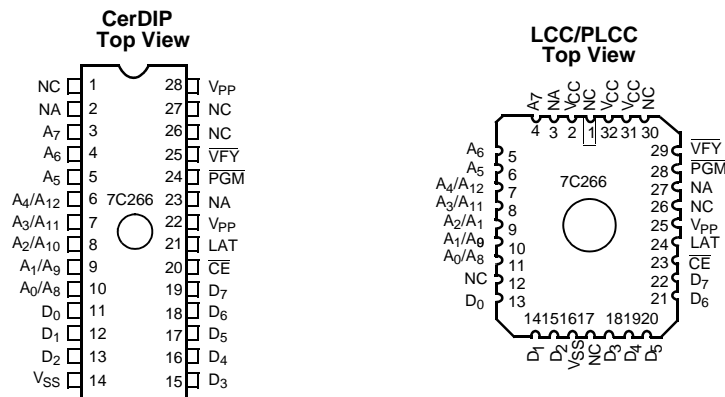 CerDIP
Top View
NC 1 28 VPP
NA 2 27 NC
A7 3 26 NC
A6 4 25 VFY
A5 5 24 PGM
A4/A12 6 7C266 23 NA
A3/A11 7 22 VPP
A2/A10 8 21 LAT
A1/A9 9 20 CE
A0/A8 10 19 D7
D0 11 18 D6
D1 12 17 D5
D2 13 16 D4
VSS 14 15 D3
LCC/PLCC
Top View
A7 NA VCC NC VCC VCC NC
4 3 2 1 32 31 30
A6 5 29 VFY
A5 6 28 PGM
A4/A12 7 7C266 27 NA
A3/A11 8 26 NC
A2/A1 9 25 VPP
A1/A9 10 24 LAT
A0/A8 11 23 CE
NC 12 22 D7
D0 13 21 D6
14 15 16 17 18 19 20
D1 D2 VSS NC D3 D4 D5